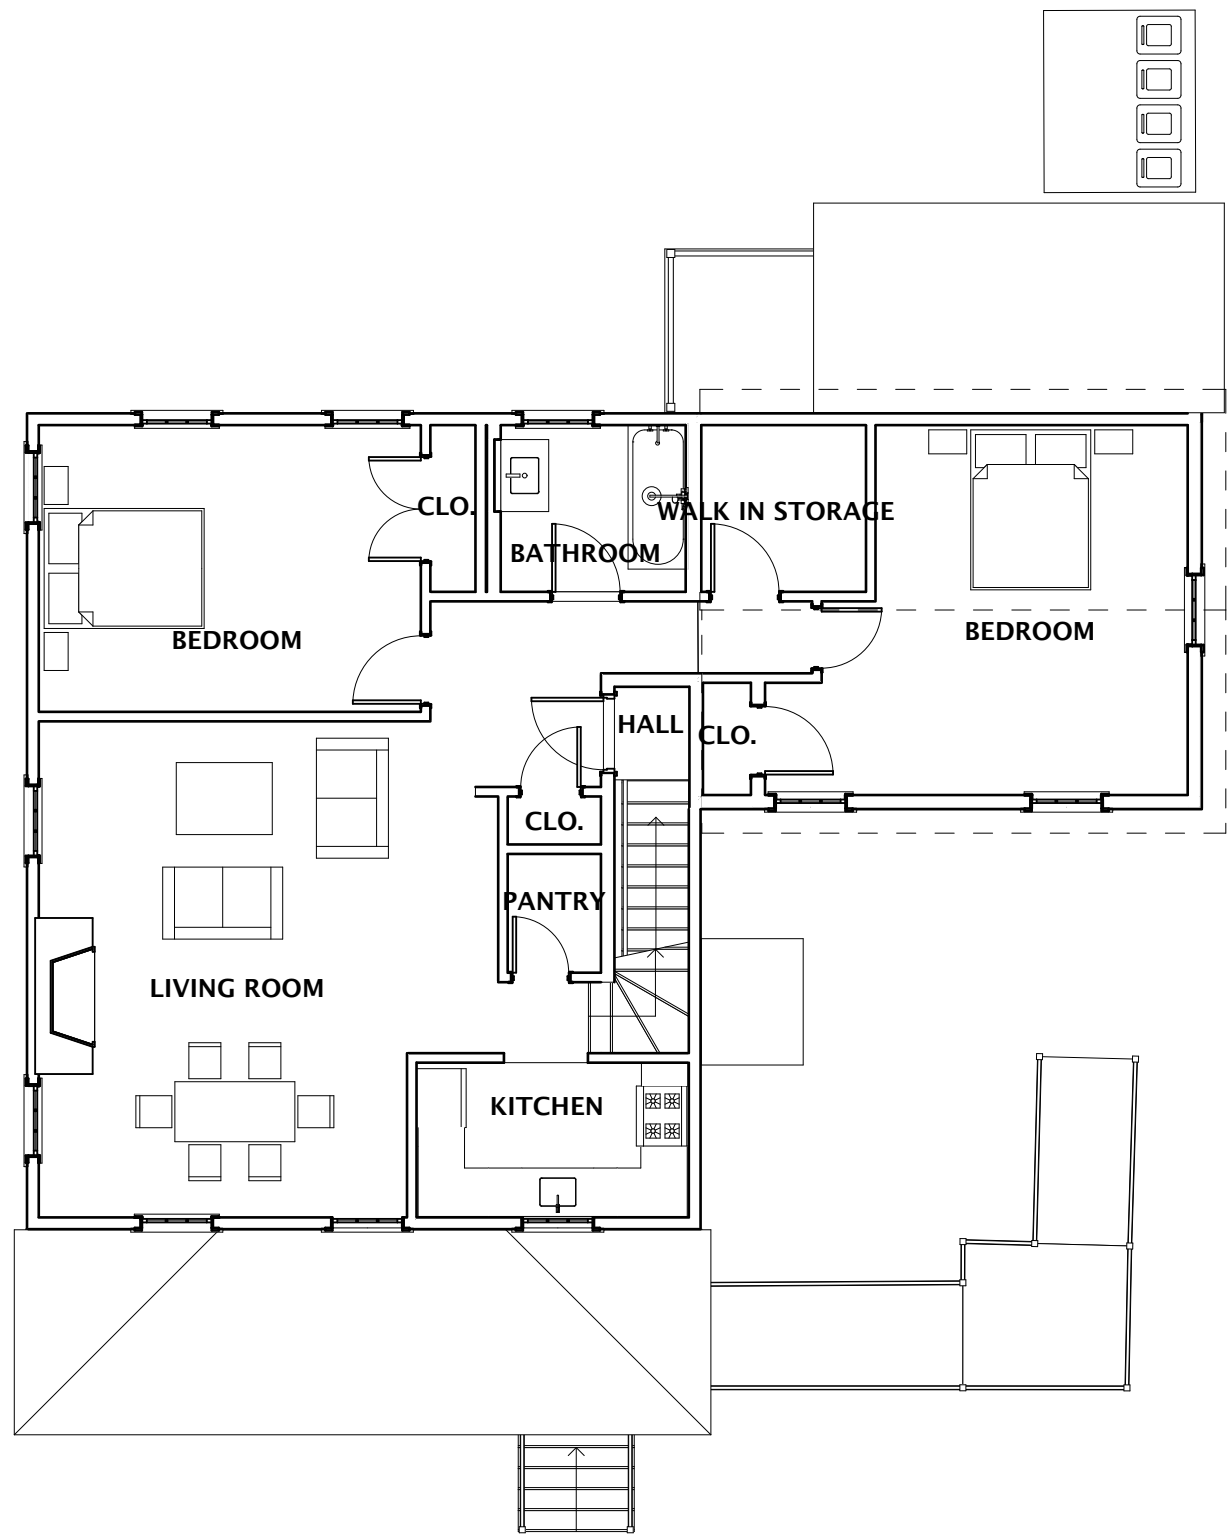 CLO.
WALK IN STORAGE
BATHROOM
BEDROOM
BEDROOM
HALL
CLO.
CLO.
PANTRY
LIVING ROOM
KITCHEN